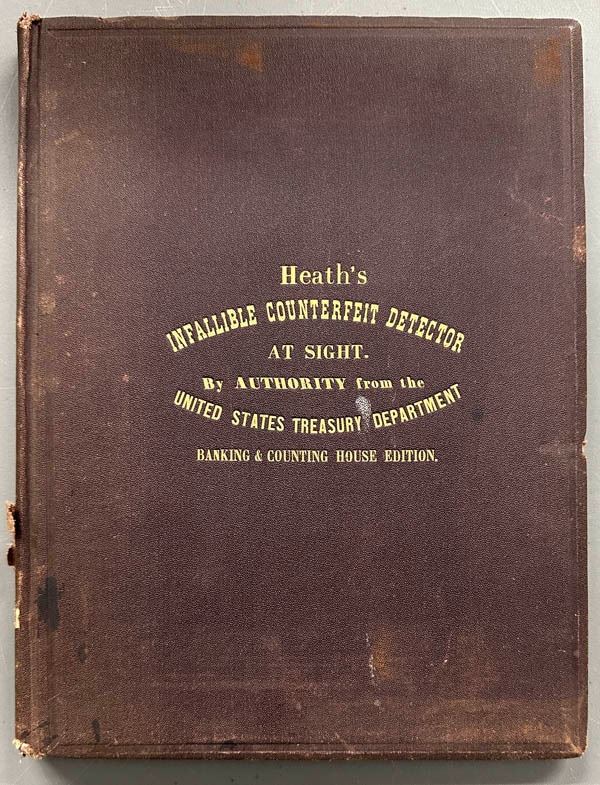 Heath's
INFALLIBLE COUNTERFEIT DETECTOR
AT SIGHT.
By AUTHORITY from the
UNITED STATES TREASURY DEPARTMENT
BANKING & COUNTING HOUSE EDITION.